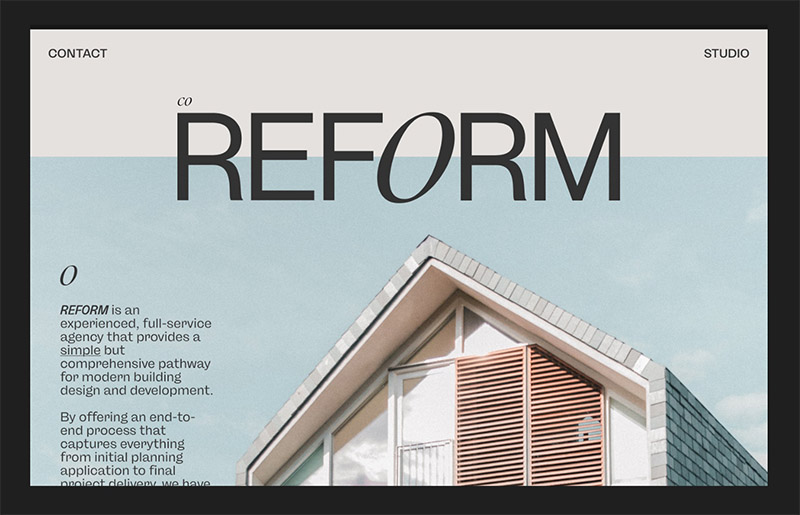 CONTACT
STUDIO
co
REFORM
O
REFORM is an
experienced, full-service
agency that provides a
simple but
comprehensive pathway
for modern building
design and development.
By offering an end-to-
end process that
captures everything
from initial planning
application to final
project delivery, we have